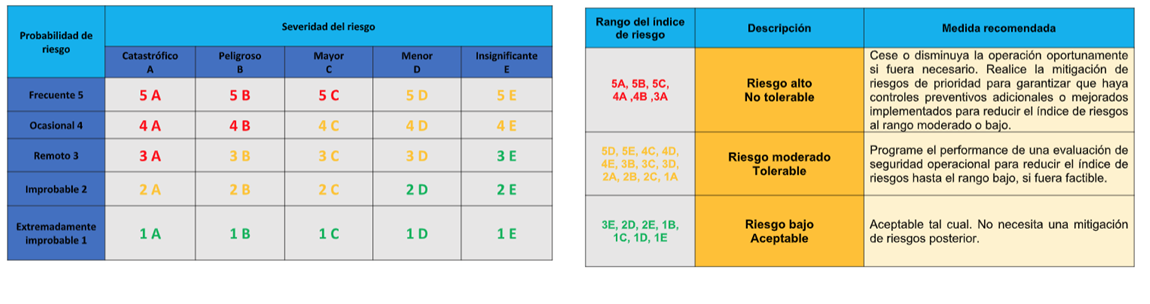 Probabilidad de
riesgo
Severidad del riesgo
Catastrófico
A
Peligroso
B
Mayor
C
Menor
D
Insignificante
E
Frecuente 5
5 A
5 B
5 C
5 D
5 E
Ocasional 4
4 A
4 B
4 C
4 D
4 E
Remoto 3
3 A
3 B
3 C
3 D
3 E
Improbable 2
2 A
2 B
2 C
2 D
2 E
Extremadamente
improbable 1
1 A
1 B
1 C
1 D
1 E
Rango del índice
de riesgo
Descripción
Medida recomendada
5A, 5B, 5C,
4A ,4B ,3A
Riesgo alto
No tolerable
Cese o disminuya la operación oportunamente
si fuera necesario. Realice la mitigación de
riesgos de prioridad para garantizar que haya
controles preventivos adicionales o mejorados
implementados para reducir el índice de riesgos
al rango moderado o bajo.
5D, 5E, 4C, 4D,
4E, 3B, 3C, 3D,
2A, 2B, 2C, 1A
Riesgo moderado
Tolerable
Programe el performance de una evaluación de
seguridad operacional para reducir el índice de
riesgos hasta el rango bajo, si fuera factible.
3E, 2D, 2E, 1B,
1C, 1D, 1E
Riesgo bajo
Aceptable
Aceptable tal cual. No necesita una mitigación
de riesgos posterior.